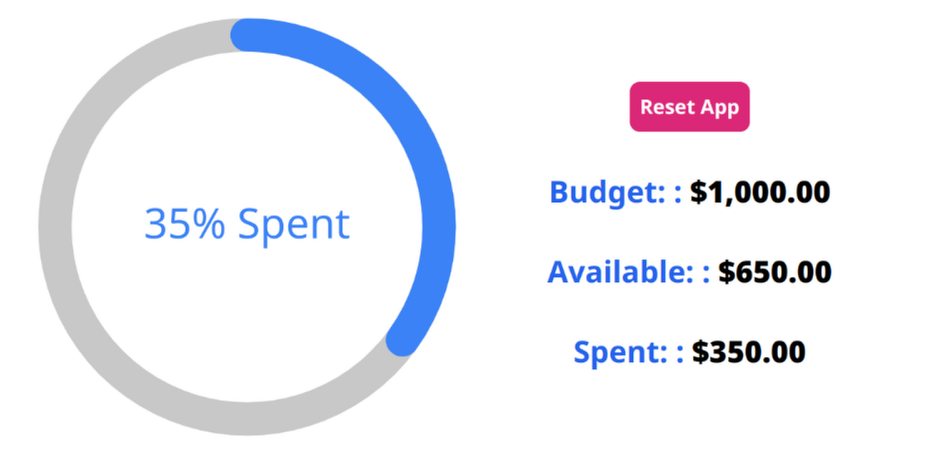 35% Spent
Reset App
Budget: : $1,000.00
Available: : $650.00
Spent: : $350.00